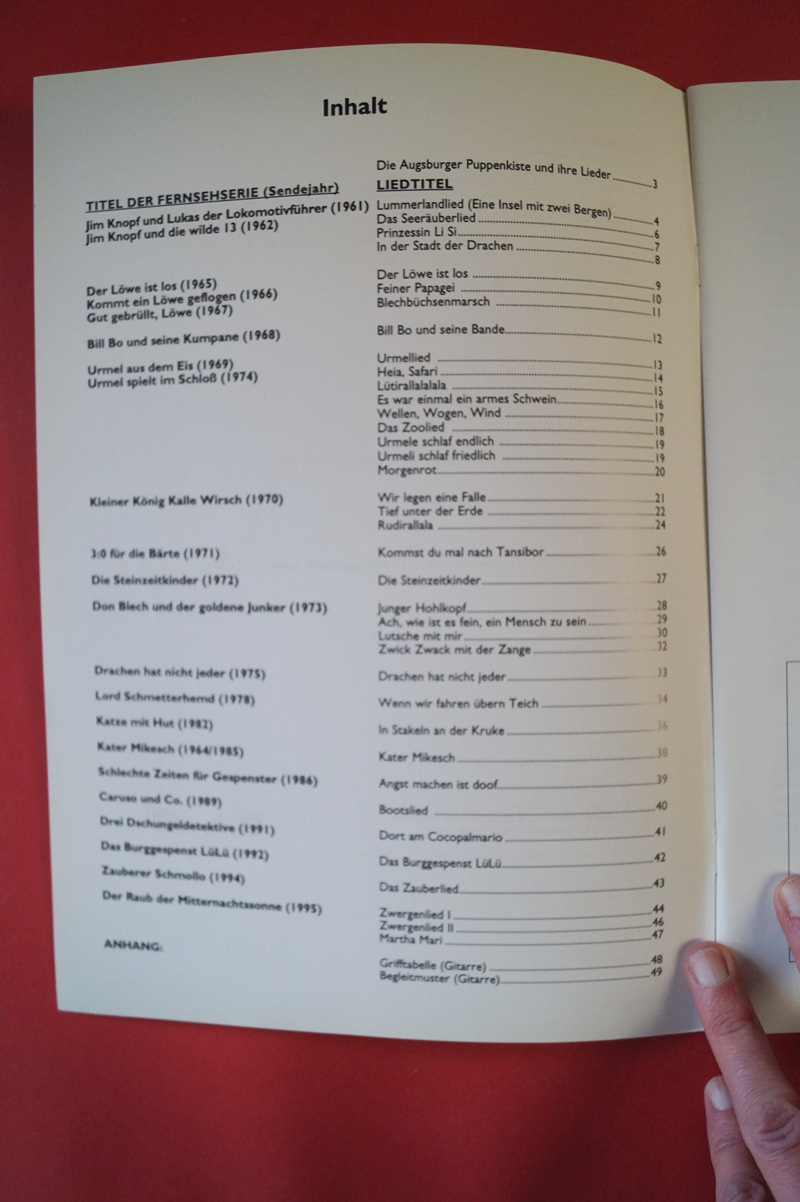 Inhalt
Die Augsburger Puppenkiste und ihre Lieder 3
TITEL DER FERNSEHSERIE (Sendejahr) LIEDTITEL
Jim Knopf und Lukas der Lokomotivführer (1961) Lummerlandlied (Eine Insel mit zwei Bergen) 4
Jim Knopf und die wilde 13 (1962) Das Seeräuberlied 6
Prinzessin Li Si 7
In der Stadt der Drachen 8
Der Löwe ist los (1965) Der Löwe ist los 9
Kommt ein Löwe geflogen (1966) Feiner Papagei 10
Gut gebrüllt, Löwe (1967) Blechbüchsenmarsch 11
Bill Bo und seine Kumpane (1968) Bill Bo und seine Bande 12
Urmel aus dem Eis (1969) Urmellied 13
Urmel spielt im Schloß (1974) Heia, Safari 14
Lütirallalalala 15
Es war einmal ein armes Schwein 16
Wellen, Wogen, Wind 17
Das Zoolied 18
Urmele schlaf endlich 19
Urmeli schlaf friedlich 19
Morgenrot 20
Kleiner König Kalle Wirsch (1970) Wir legen eine Falle 21
Tief unter der Erde 22
Rudirallala 24
3:0 für die Bärte (1971) Kommst du mal nach Tansibor 26
Die Steinzeitkinder (1972) Die Steinzeitkinder 27
Don Blech und der goldene Junker (1973) Junger Hohlkopf 28
Ach, wie ist es fein, ein Mensch zu sein 29
Lutsche mit mir 30
Zwick Zwack mit der Zange 32
Drachen hat nicht jeder (1975) Drachen hat nicht jeder 33
Lord Schmetterhemd (1978) Wenn wir fahren übern Teich 34
Katze mit Hut (1982) In Stakeln an der Kruke 36
Kater Mikesch (1964/1985) Kater Mikesch 38
Schlechte Zeiten für Gespenster (1986) Angst machen ist doof 39
Caruso und Co. (1989) Bootslied 40
Drei Dschungeldetektive (1991) Dort am Cocopalmario 41
Das Burggespenst LüLü (1992) Das Burggespenst LüLü 42
Zauberer Schmollo (1994) Das Zauberlied 43
Der Raub der Mitternachtssonne (1995) Zwergenlied I 44
Zwergenlied II 46
Martha Mari 47
ANHANG: Grifftabelle (Gitarre) 48
Begleitmuster (Gitarre) 49